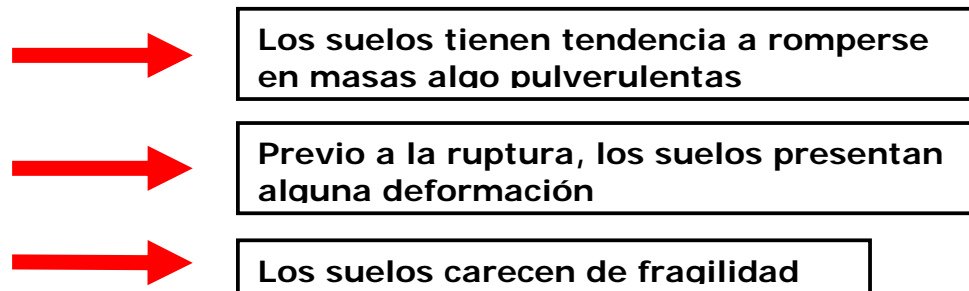 Los suelos tienen tendencia a romperse
en masas algo pulverulentas
Previo a la ruptura, los suelos presentan
alguna deformación
Los suelos carecen de fragilidad